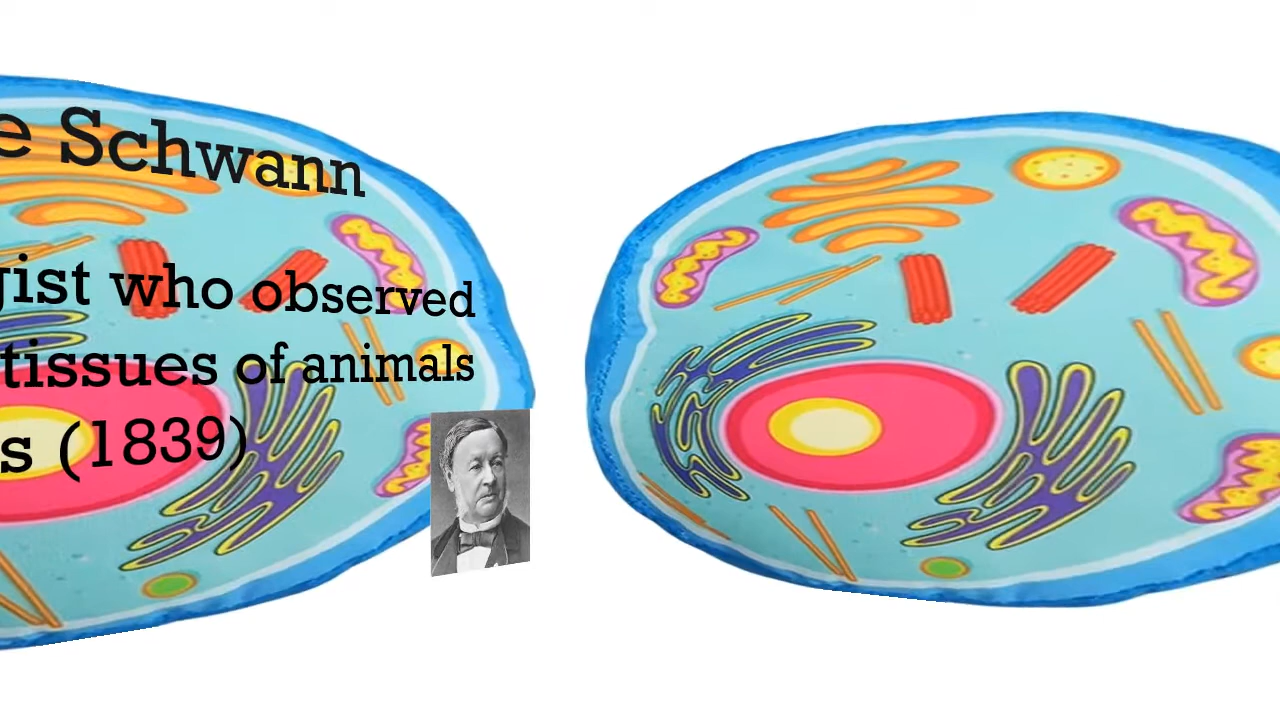 e Schwann
gist who observed
tissues of animals
s (1839)